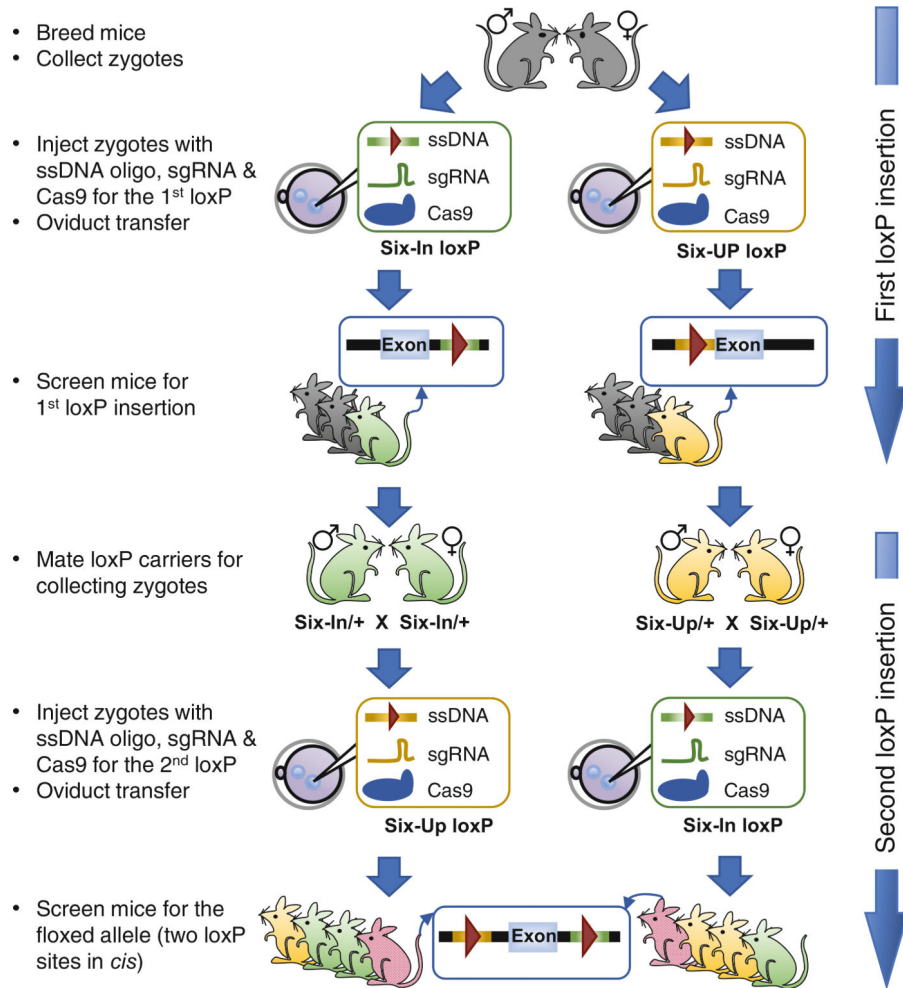 • Breed mice
• Collect zygotes
♂ ♀
• Inject zygotes with
ssDNA oligo, sgRNA &
Cas9 for the 1st loxP
• Oviduct transfer
ssDNA
sgRNA
Cas9
Six-In loxP
ssDNA
sgRNA
Cas9
Six-UP loxP
First loxP insertion
Exon
Exon
• Screen mice for
1st loxP insertion
• Mate loxP carriers for
collecting zygotes
♂ ♀
Six-In/+ X Six-In/+
♂ ♀
Six-Up/+ X Six-Up/+
• Inject zygotes with
ssDNA oligo, sgRNA &
Cas9 for the 2nd loxP
• Oviduct transfer
ssDNA
sgRNA
Cas9
Six-Up loxP
ssDNA
sgRNA
Cas9
Six-In loxP
Second loxP insertion
• Screen mice for the
floxed allele (two loxP
sites in cis)
Exon